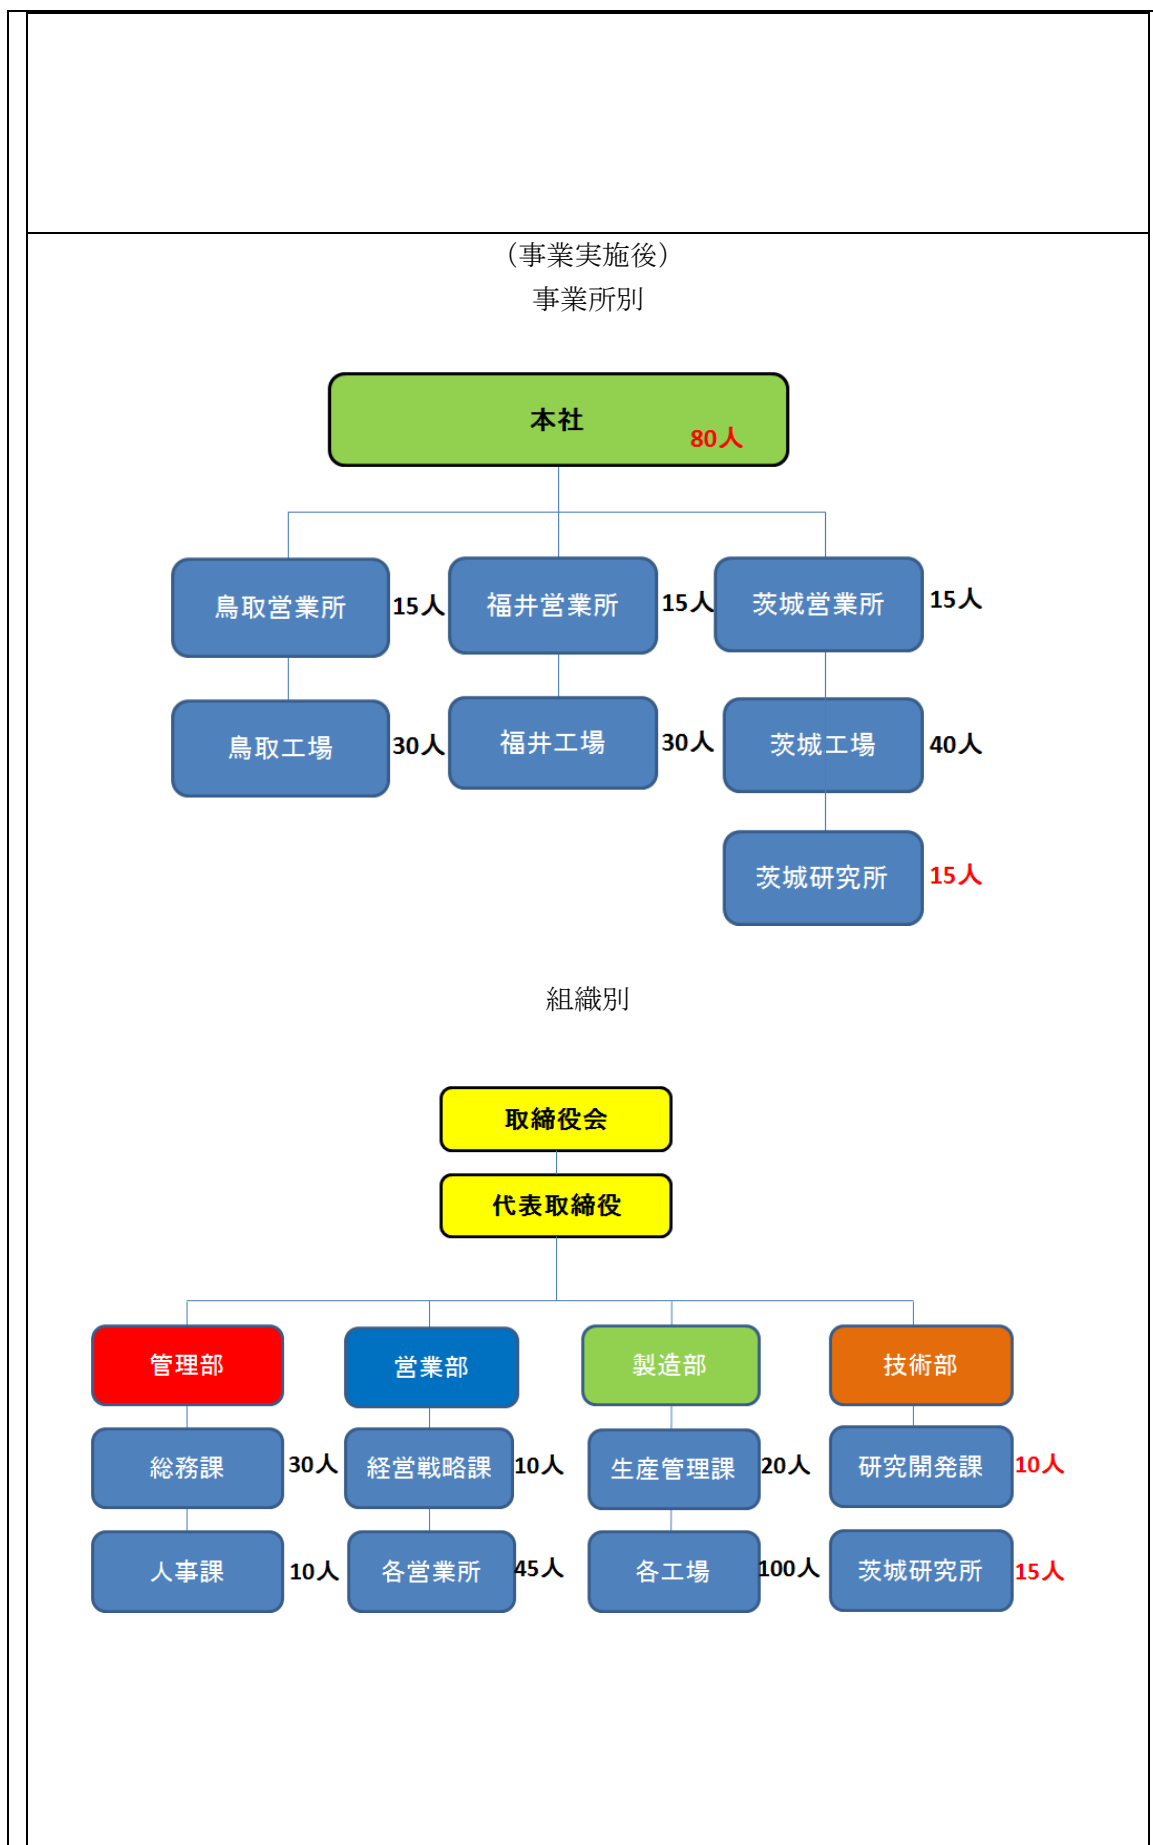 （事業実施後）
事業所別
本社
80人
鳥取営業所 15人 福井営業所 15人 茨城営業所 15人
鳥取工場 30人 福井工場 30人 茨城工場 40人
茨城研究所 15人
組織別
取締役会
代表取締役
管理部 営業部 製造部 技術部
総務課 30人 経営戦略課 10人 生産管理課 20人 研究開発課 10人
人事課 10人 各営業所 45人 各工場 100人 茨城研究所 15人